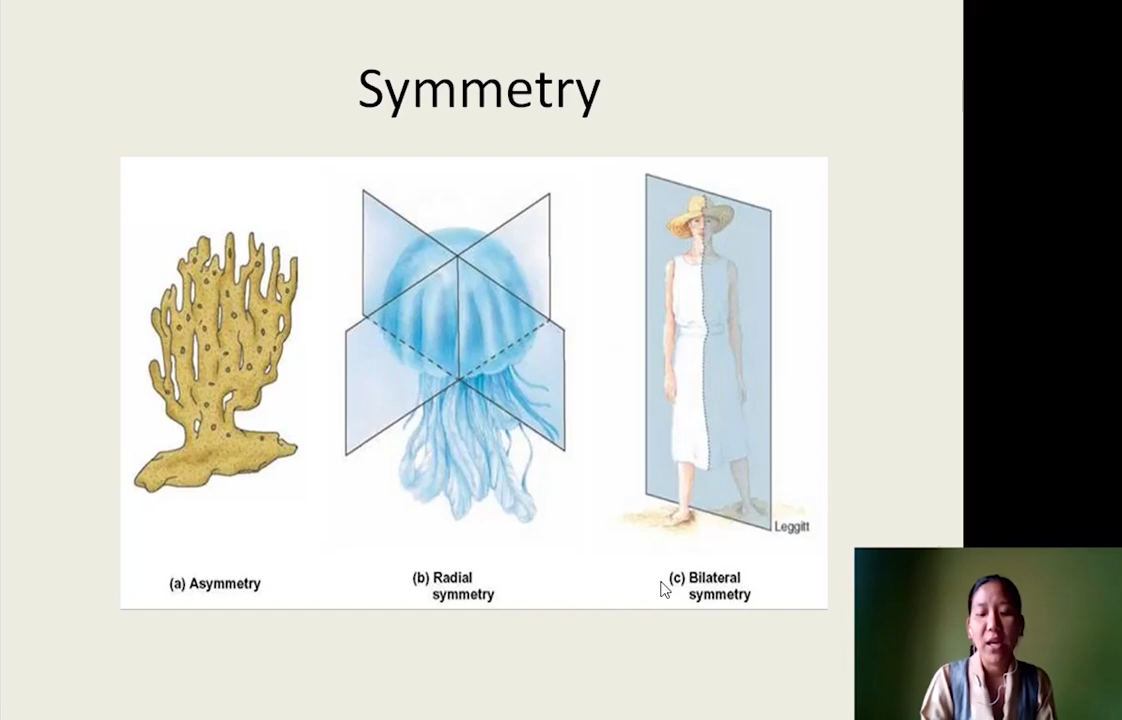 Symmetry
Leggitt
(a) Asymmetry
(b) Radial
symmetry
(c) Bilateral
symmetry